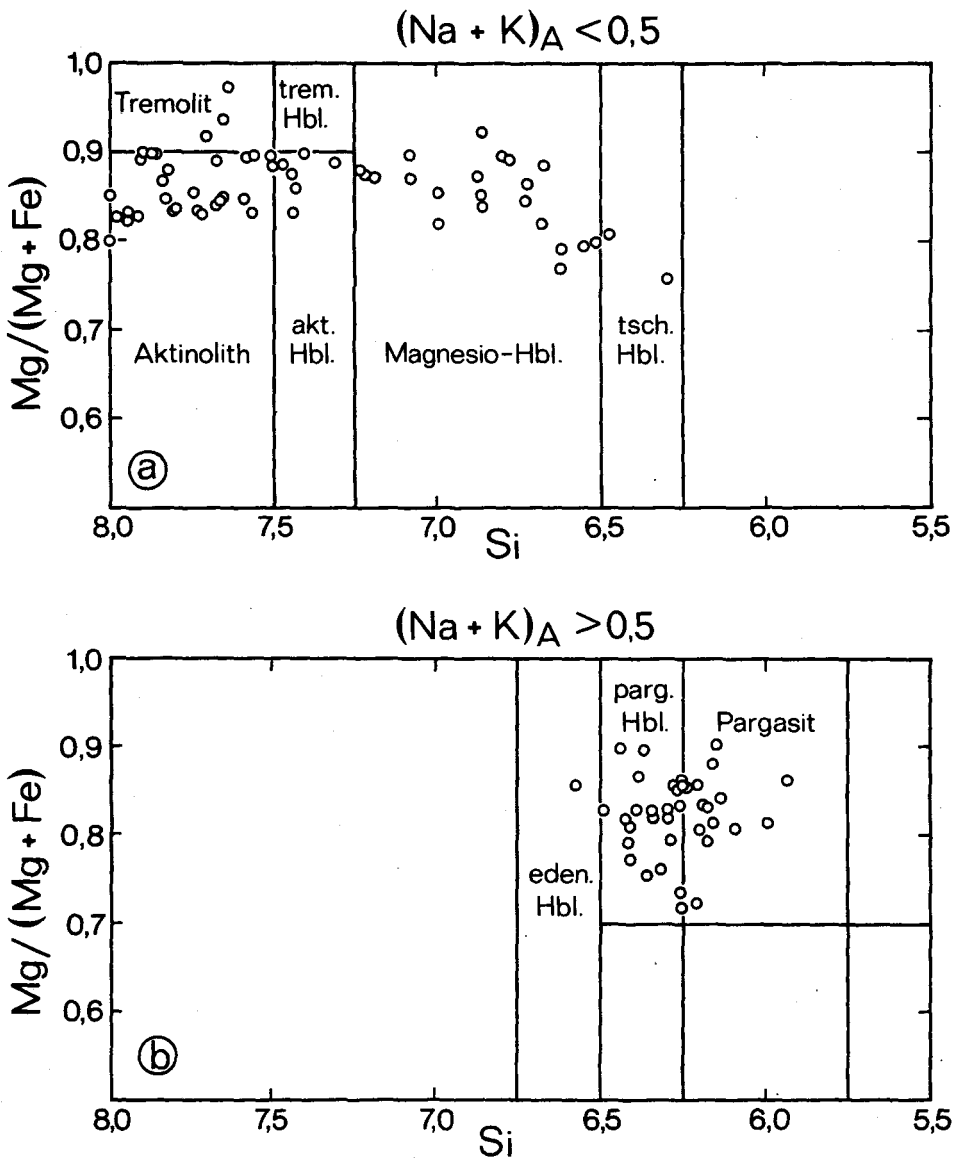 (Na + K)A < 0,5
1,0
Tremolit
trem.
Hbl.
0,9
0,8
0,7
Aktinolith
akt.
Hbl.
Magnesio-Hbl.
tsch.
Hbl.
0,6
Mg/(Mg+Fe)
a
8,0 7,5 7,0 6,5 6,0 5,5
Si
(Na + K)A > 0,5
1,0
parg.
Hbl.
Pargasit
0,9
0,8
eden.
Hbl.
0,7
0,6
Mg/(Mg+Fe)
b
8,0 7,5 7,0 6,5 6,0 5,5
Si